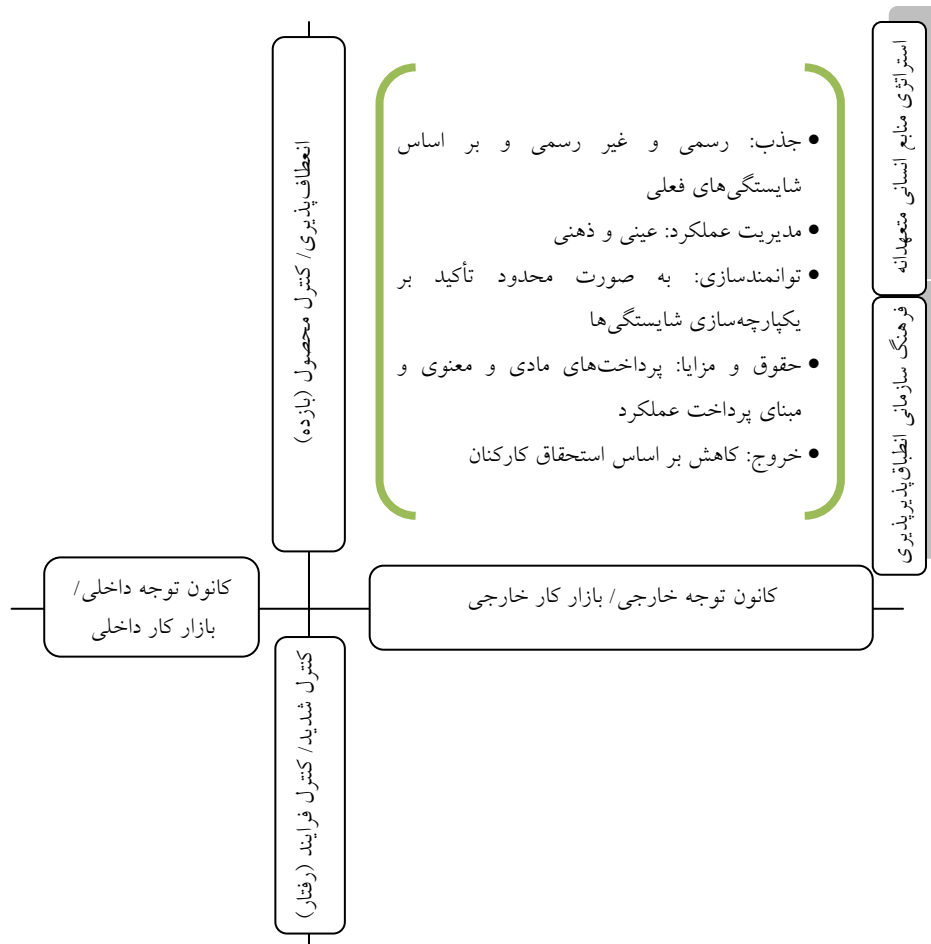 استراتژی منابع انسانی متعهدانه
فرهنگ سازمانی انطباق‌پذیرپذیری
انعطاف‌پذیری/ کنترل محصول (بازده)
• جذب: رسمی و غیر رسمی و بر اساس
شایستگی‌های فعلی
• مدیریت عملکرد: عینی و ذهنی
• توانمندسازی: به صورت محدود تأکید بر
یکپارچه‌سازی شایستگی‌ها
• حقوق و مزایا: پرداخت‌های مادی و معنوی و
مبنای پرداخت عملکرد
• خروج: کاهش بر اساس استحقاق کارکنان
کانون توجه خارجی/ بازار کار خارجی
کانون توجه داخلی/
بازار کار داخلی
کنترل شدید/ کنترل فرایند (رفتار)